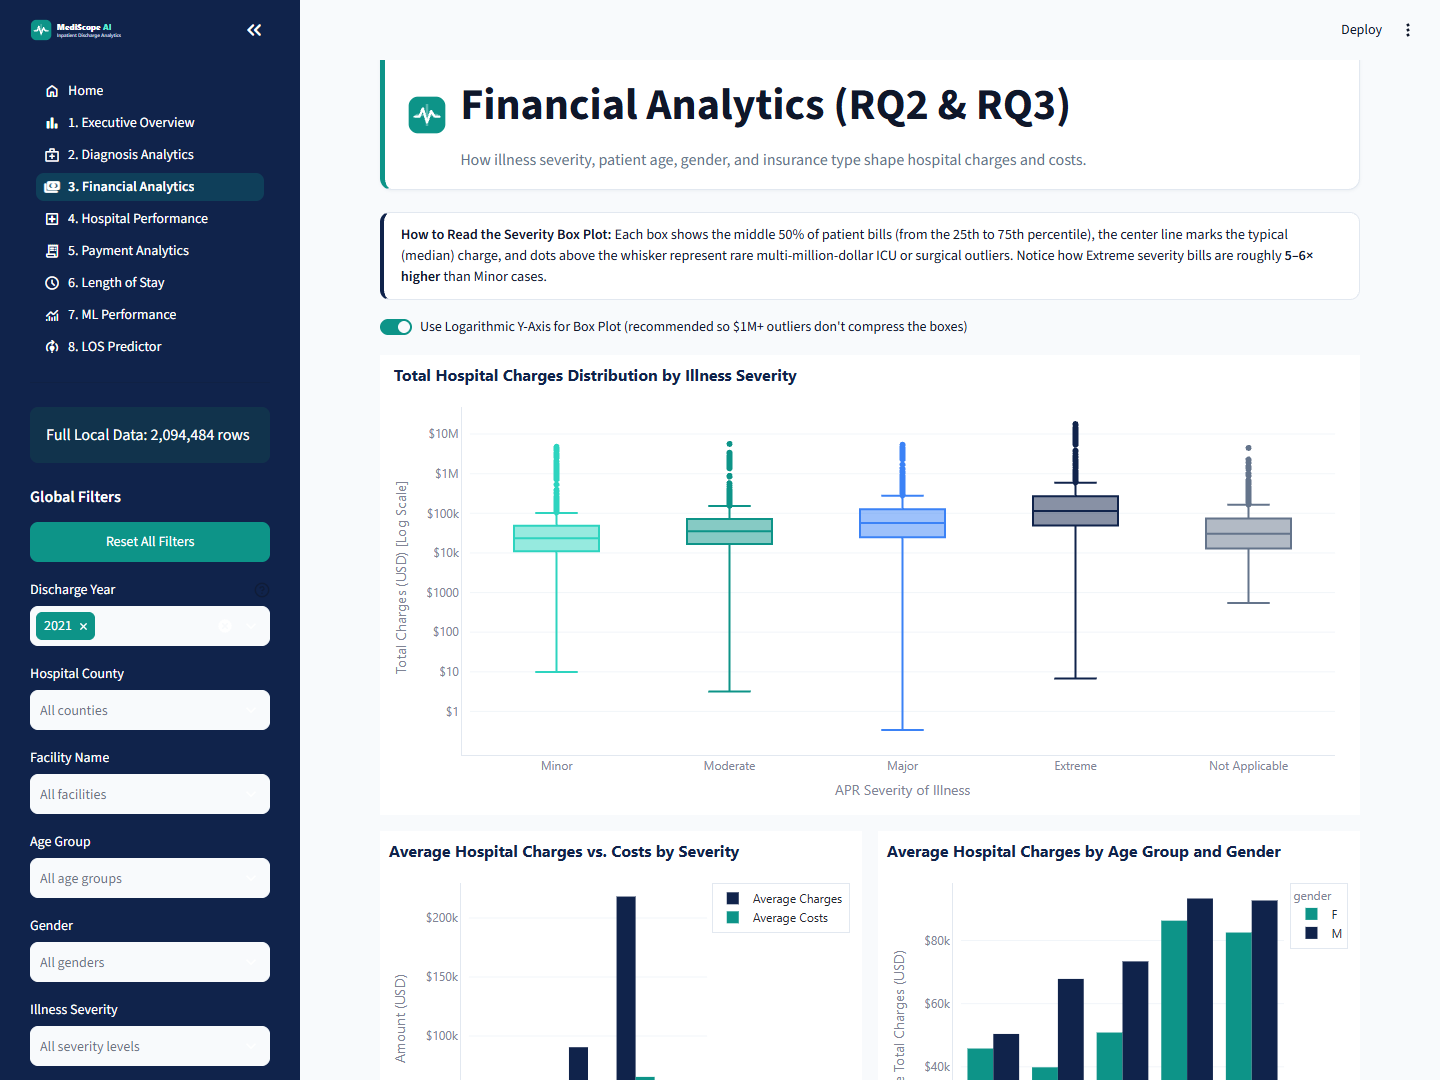 MediScope AI
Inpatient Discharge Analytics
Deploy
Home
1. Executive Overview
2. Diagnosis Analytics
3. Financial Analytics
4. Hospital Performance
5. Payment Analytics
6. Length of Stay
7. ML Performance
8. LOS Predictor
Full Local Data: 2,094,484 rows
Global Filters
Reset All Filters
Discharge Year
2021 ×
Hospital County
All counties
Facility Name
All facilities
Age Group
All age groups
Gender
All genders
Illness Severity
All severity levels
Financial Analytics (RQ2 & RQ3)
How illness severity, patient age, gender, and insurance type shape hospital charges and costs.
How to Read the Severity Box Plot: Each box shows the middle 50% of patient bills (from the 25th to 75th percentile), the center line marks the typical
(median) charge, and dots above the whisker represent rare multi-million-dollar ICU or surgical outliers. Notice how Extreme severity bills are roughly 5–6×
higher than Minor cases.
Use Logarithmic Y-Axis for Box Plot (recommended so $1M+ outliers don't compress the boxes)
Total Hospital Charges Distribution by Illness Severity
Total Charges (USD) [Log Scale]
$10M
$1M
$100k
$10k
$1000
$100
$10
$1
Minor
Moderate
Major
Extreme
Not Applicable
APR Severity of Illness
Average Hospital Charges vs. Costs by Severity
Average Charges
Average Costs
Amount (USD)
$200k
$150k
$100k
Average Hospital Charges by Age Group and Gender
gender
F
M
e Total Charges (USD)
$80k
$60k
$40k